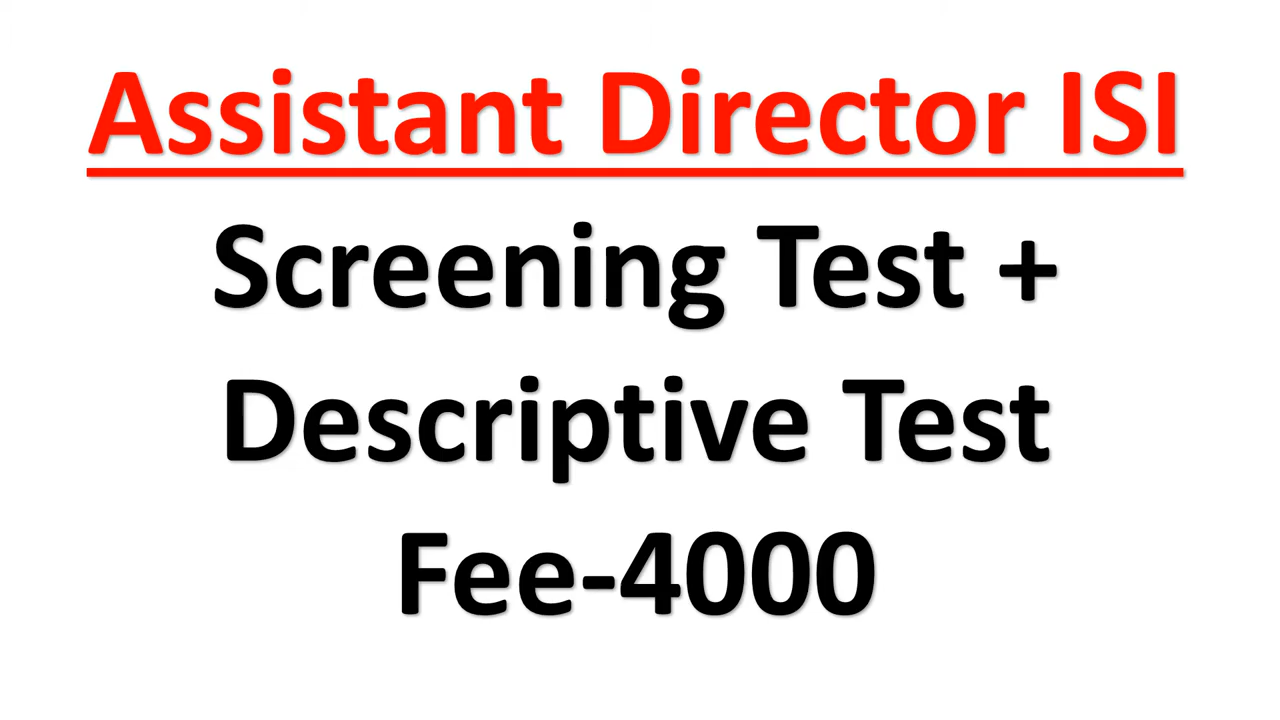 Assistant Director ISI
Screening Test +
Descriptive Test
Fee-4000